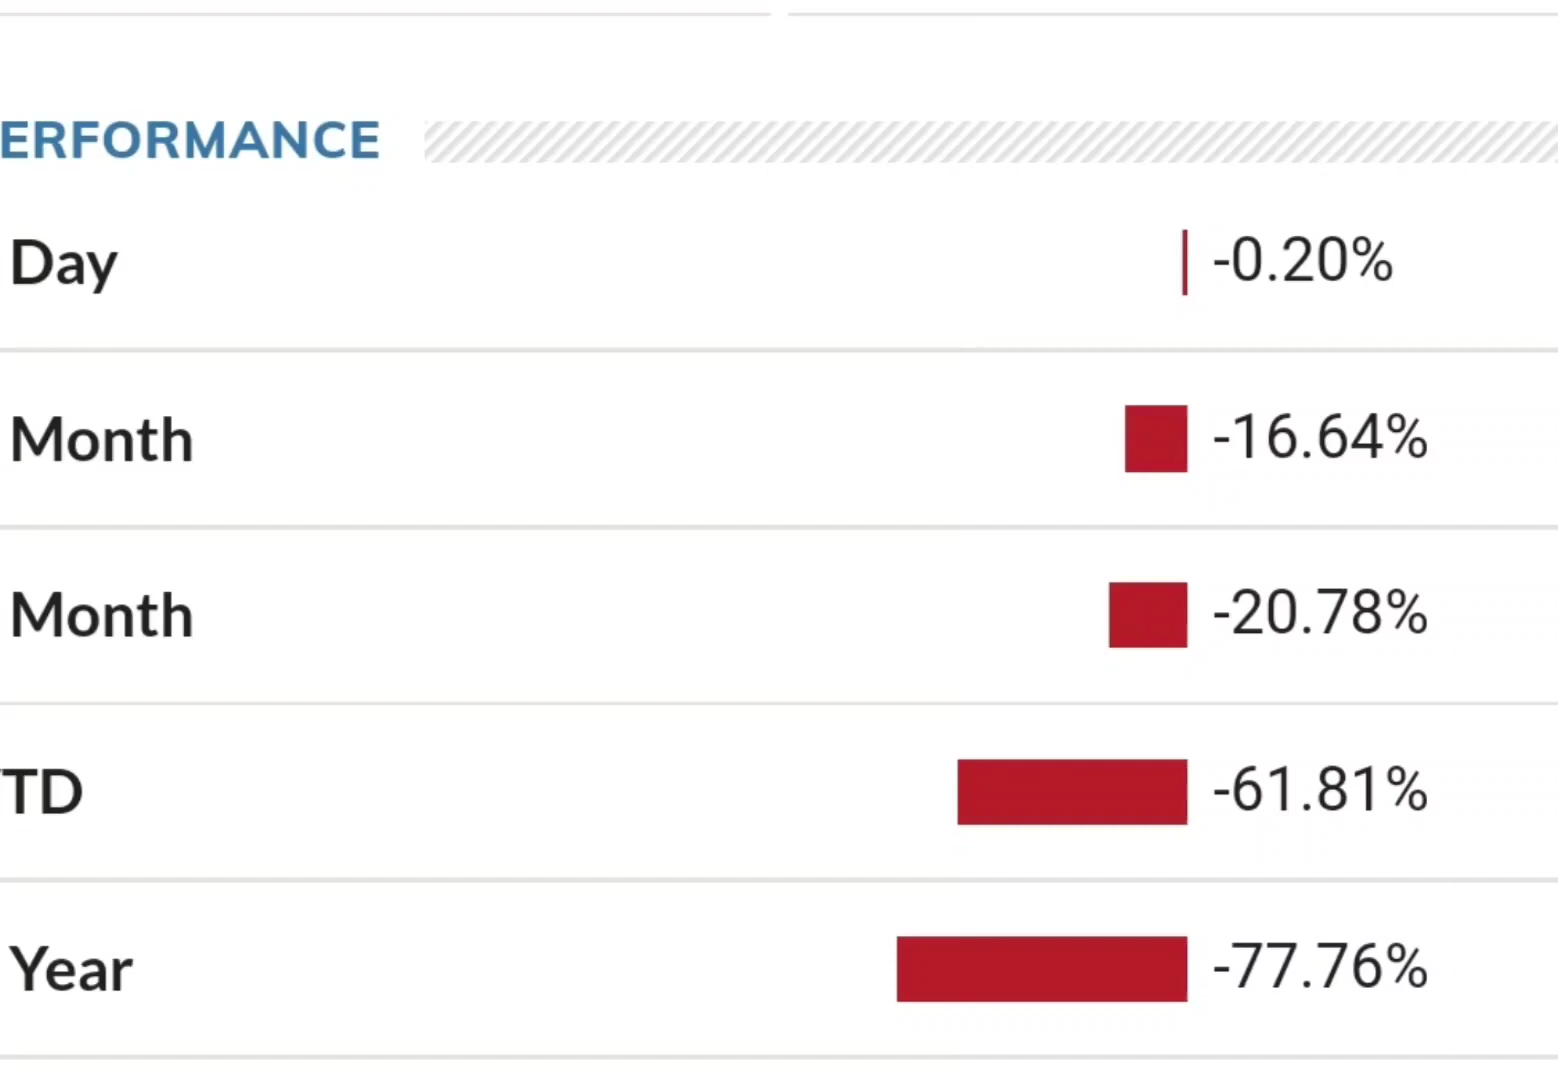 ERFORMANCE
Day -0.20%
Month -16.64%
Month -20.78%
TD -61.81%
Year -77.76%